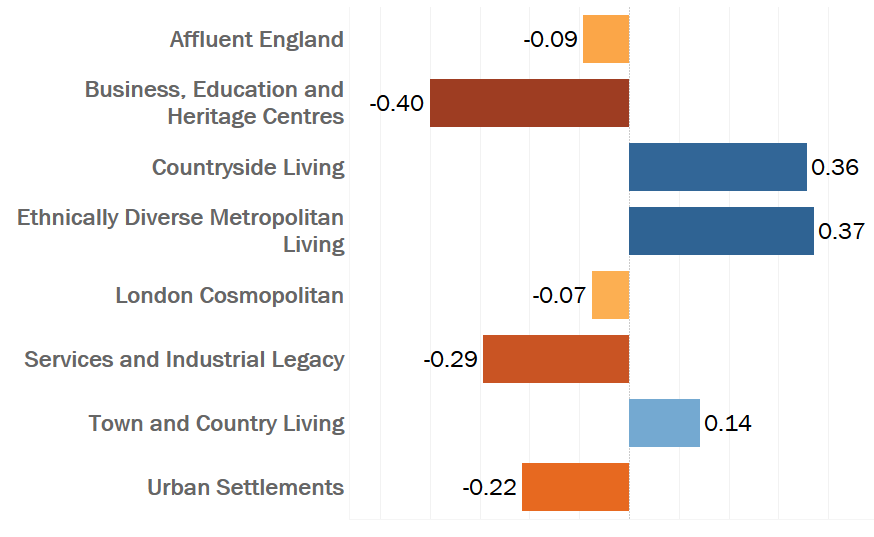 Affluent England
-0.09
Business, Education and
Heritage Centres
-0.40
Countryside Living
0.36
Ethnically Diverse Metropolitan
Living
0.37
London Cosmopolitan
-0.07
Services and Industrial Legacy
-0.29
Town and Country Living
0.14
Urban Settlements
-0.22